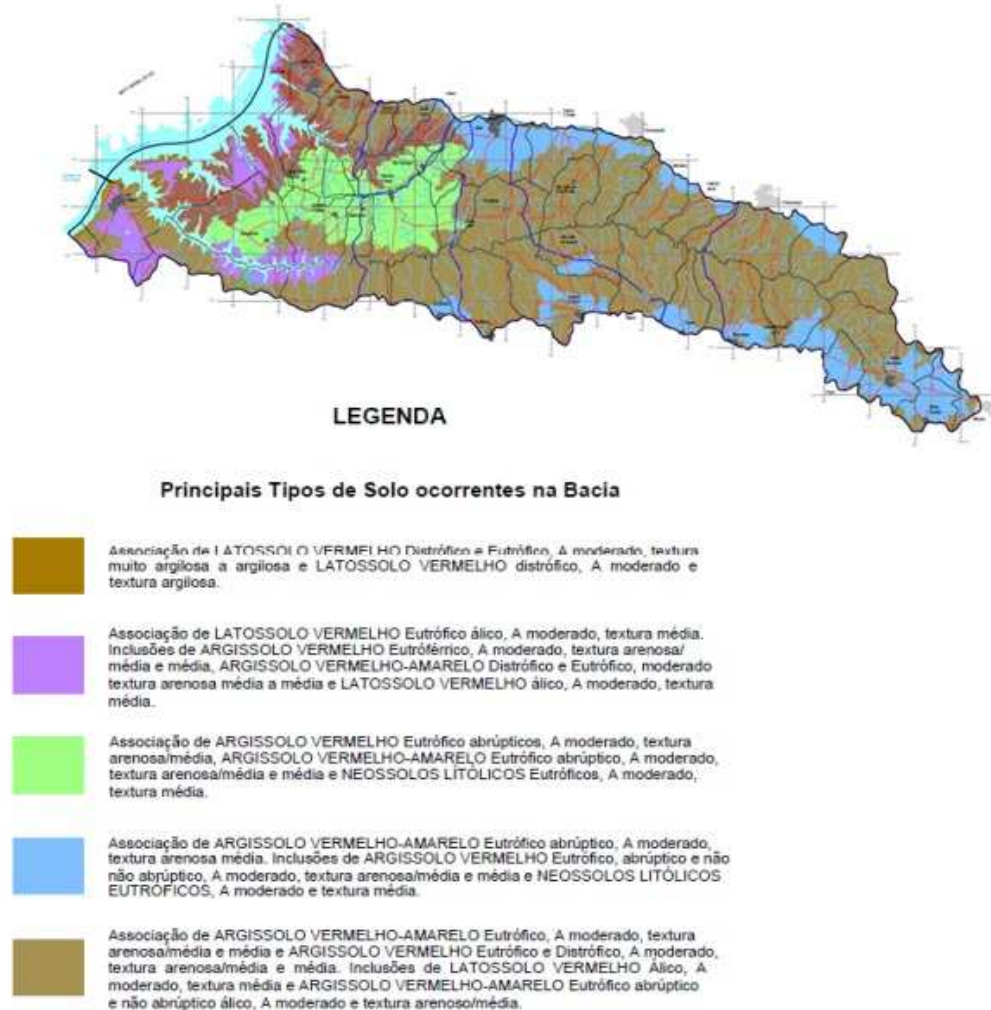 LEGENDA
Principais Tipos de Solo ocorrentes na Bacia
Associação de LATOSSOLO VERMELHO Distrófico e Eutrófico, A moderado, textura
muito argilosa a argilosa e LATOSSOLO VERMELHO distrófico, A moderado e
textura argilosa.
Associação de LATOSSOLO VERMELHO Eutrófico álico, A moderado, textura média.
Inclusões de ARGISSOLO VERMELHO Eutróférrico, A moderado, textura arenosa/
média e média, ARGISSOLO VERMELHO-AMARELO Distrófico e Eutrófico, moderado
textura arenosa média a média e LATOSSOLO VERMELHO álico, A moderado, textura
média.
Associação de ARGISSOLO VERMELHO Eutrófico abrúpticos, A moderado, textura
arenosa/média, ARGISSOLO VERMELHO-AMARELO Eutrófico abrúptico, A moderado,
textura arenosa/média e média e NEOSSOLOS LÍTÓLICOS Eutróficos, A moderado,
textura média.
Associação de ARGISSOLO VERMELHO-AMARELO Eutrófico abrúptico, A moderado,
textura arenosa média. Inclusões de ARGISSOLO VERMELHO Eutrófico, abrúptico e não
não abrúptico, A moderado, textura arenosa/média e média e NEOSSOLOS LITÓLICOS
EUTRÓFICOS, A moderado e textura média.
Associação de ARGISSOLO VERMELHO-AMARELO Eutrófico, A moderado, textura
arenosa/média e média e ARGISSOLO VERMELHO Eutrófico e Distrófico, A moderado,
textura arenosa/média e média. Inclusões de LATOSSOLO VERMELHO Álico, A
moderado, textura média e ARGISSOLO VERMELHO-AMARELO Eutrófico abrúptico
e não abrúptico álico, A moderado e textura arenoso/média.